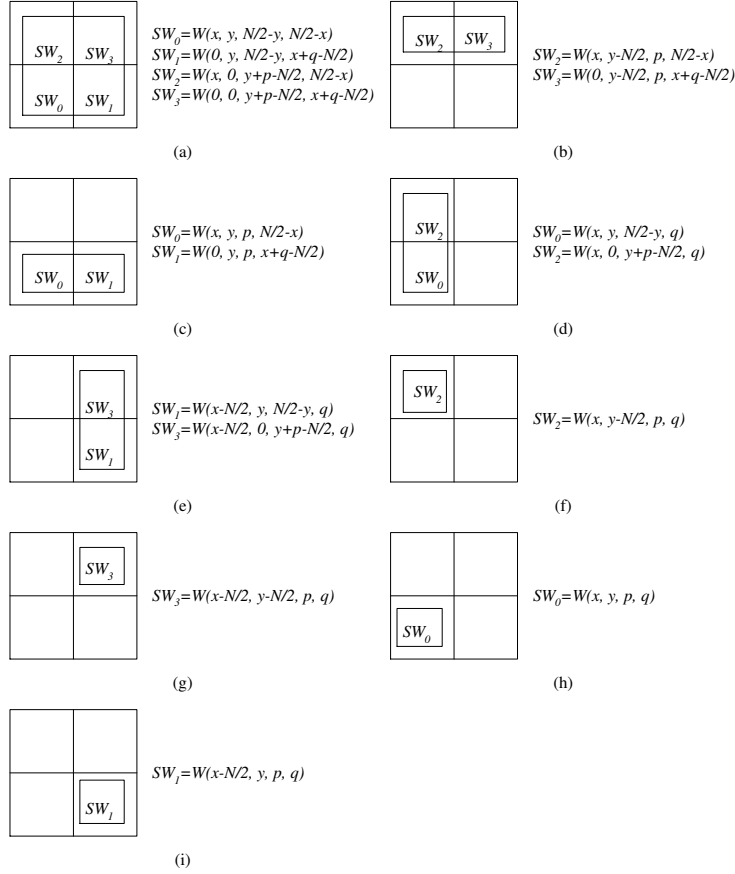 SW₂ SW₃
SW₀ SW₁
SW₀=W(x, y, N/2-y, N/2-x)
SW₁=W(0, y, N/2-y, x+q-N/2)
SW₂=W(x, 0, y+p-N/2, N/2-x)
SW₃=W(0, 0, y+p-N/2, x+q-N/2)
(a)
SW₂ SW₃
SW₂=W(x, y-N/2, p, N/2-x)
SW₃=W(0, y-N/2, p, x+q-N/2)
(b)
SW₀ SW₁
SW₀=W(x, y, p, N/2-x)
SW₁=W(0, y, p, x+q-N/2)
(c)
SW₂
SW₀
SW₀=W(x, y, N/2-y, q)
SW₂=W(x, 0, y+p-N/2, q)
(d)
SW₃
SW₁
SW₁=W(x-N/2, y, N/2-y, q)
SW₃=W(x-N/2, 0, y+p-N/2, q)
(e)
SW₂
SW₂=W(x, y-N/2, p, q)
(f)
SW₃
SW₃=W(x-N/2, y-N/2, p, q)
(g)
SW₀
SW₀=W(x, y, p, q)
(h)
SW₁
SW₁=W(x-N/2, y, p, q)
(i)